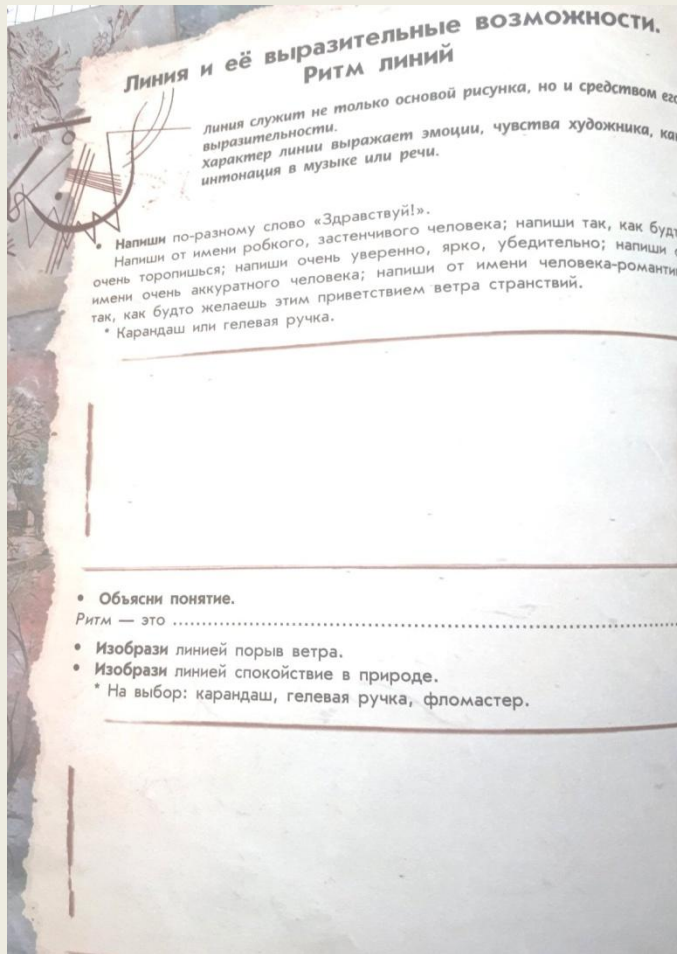 Линия и её выразительные возможности.
Ритм линий
Линия служит не только основой рисунка, но и средством его
выразительности.
Характер линии выражает эмоции, чувства художника, как
интонация в музыке или речи.
• Напиши по-разному слово «Здравствуй!».
Напиши от имени робкого, застенчивого человека; напиши так, как буд
очень торопишься; напиши очень уверенно, ярко, убедительно; напиши
имени очень аккуратного человека; напиши от имени человека-романти
так, как будто желаешь этим приветствием ветра странствий.
* Карандаш или гелевая ручка.
• Объясни понятие.
Ритм — это ........................................
• Изобрази линией порыв ветра.
• Изобрази линией спокойствие в природе.
* На выбор: карандаш, гелевая ручка, фломастер.